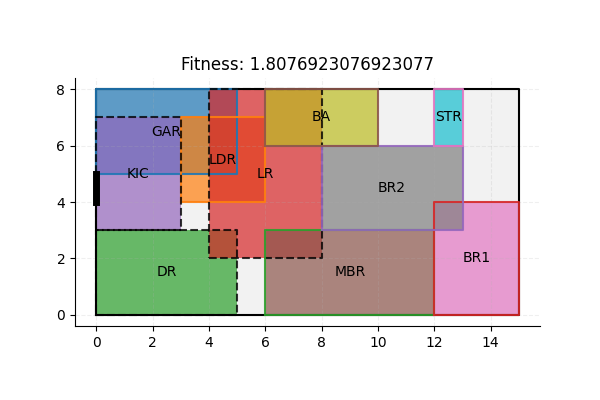 Fitness: 1.8076923076923077
8
6
4
2
0
GAR
BA
STR
KIC
LDR
LR
BR2
DR
MBR
BR1
0 2 4 6 8 10 12 14